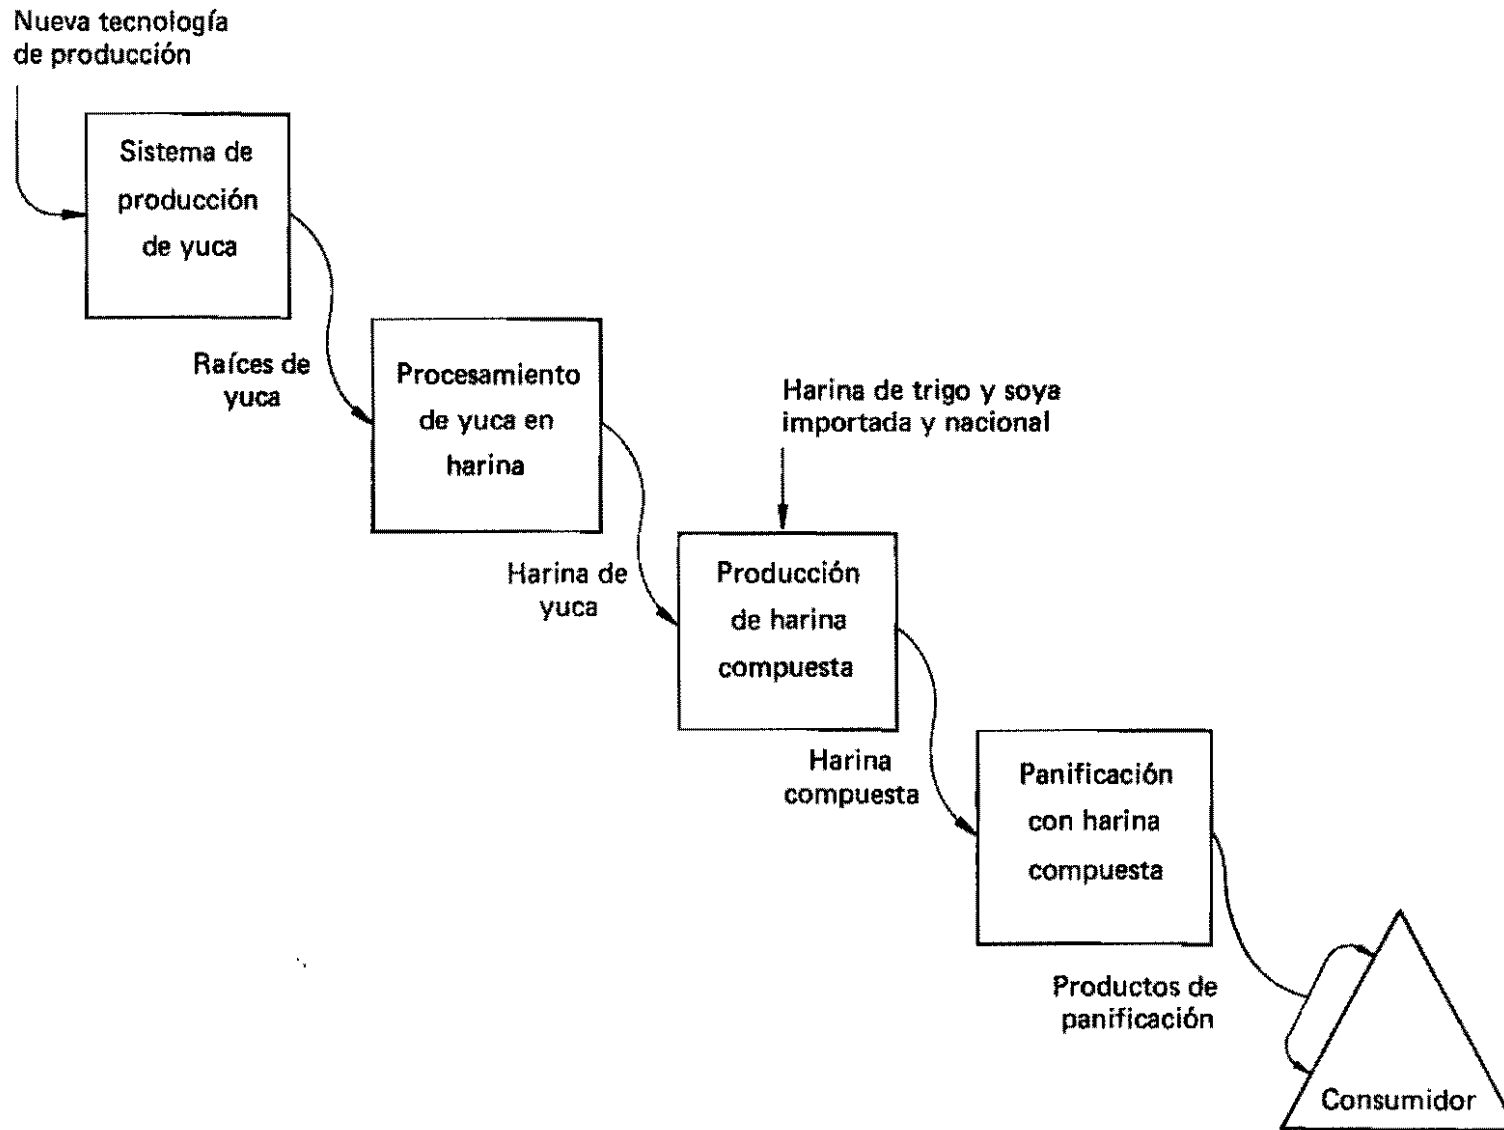 Nueva tecnología
de producción
Sistema de
producción
de yuca
Raíces de
yuca
Procesamiento
de yuca en
harina
Harina de trigo y soya
importada y nacional
Harina de
yuca
Producción
de harina
compuesta
Harina
compuesta
Panificación
con harina
compuesta
Productos de
panificación
Consumidor